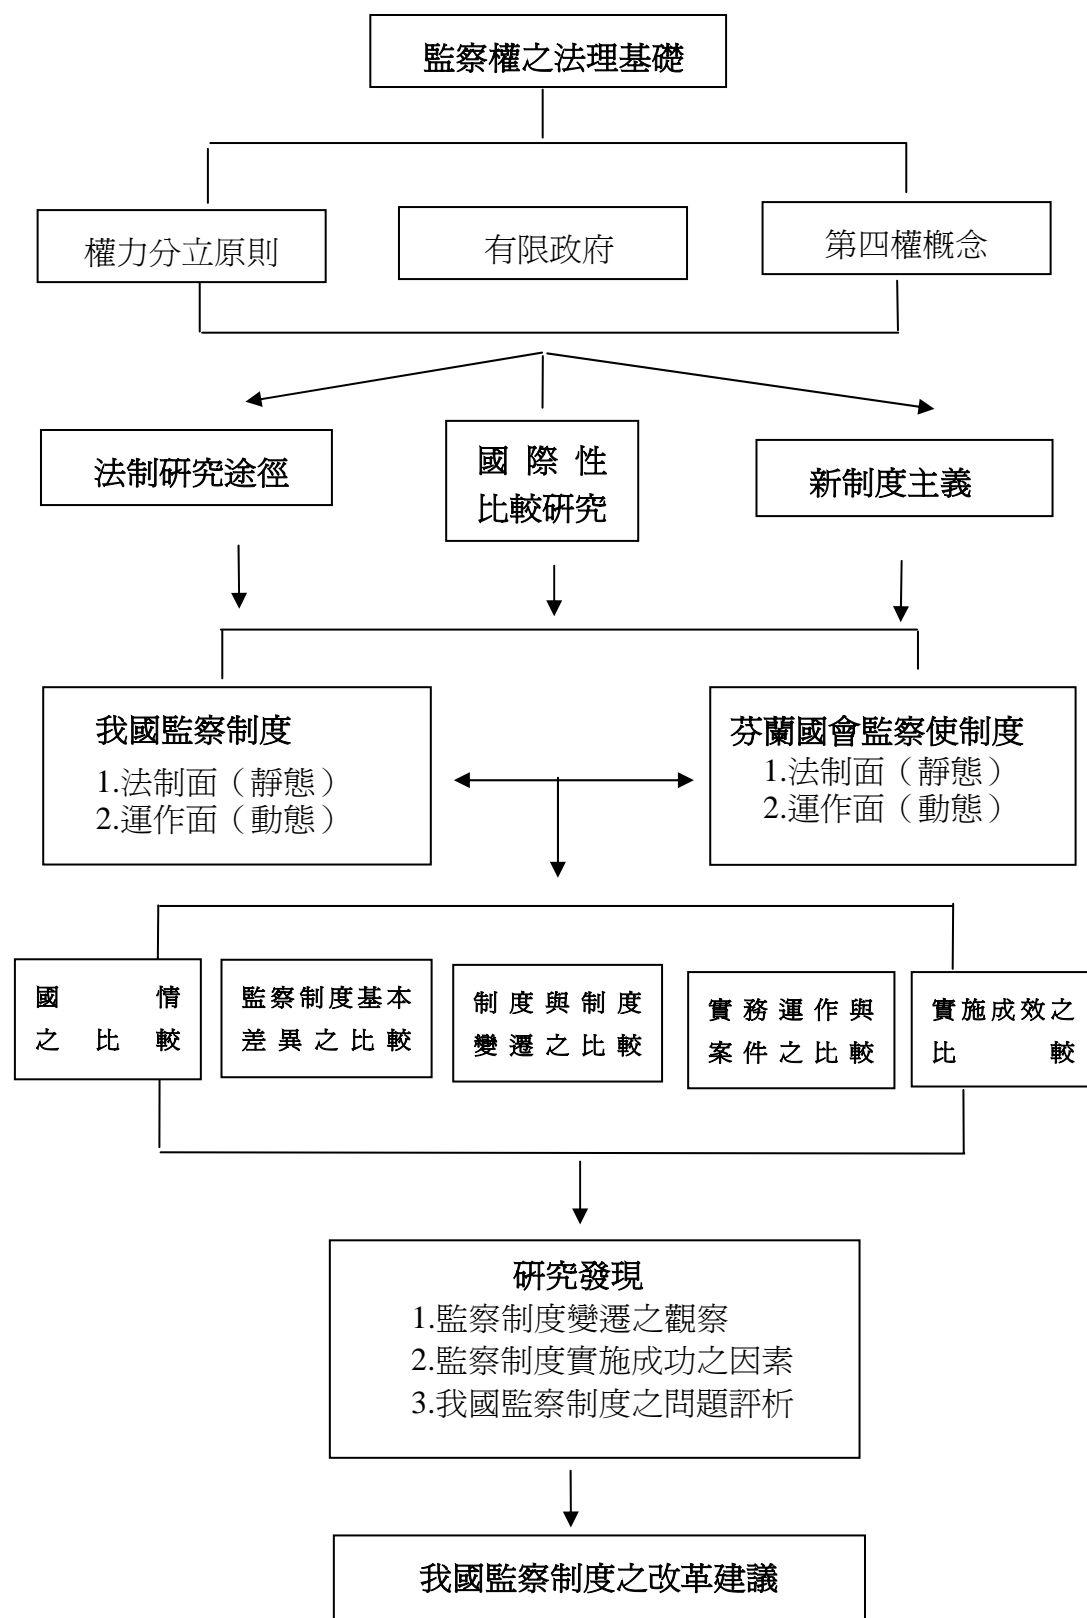 監察權之法理基礎
權力分立原則
有限政府
第四權概念
法制研究途徑
國際性
比較研究
新制度主義
我國監察制度
1.法制面（靜態）
2.運作面（動態）
芬蘭國會監察使制度
1.法制面（靜態）
2.運作面（動態）
國情
之比較
監察制度基本
差異之比較
制度與制度
變遷之比較
實務運作與
案件之比較
實施成效之
比較
研究發現
1.監察制度變遷之觀察
2.監察制度實施成功之因素
3.我國監察制度之問題評析
我國監察制度之改革建議